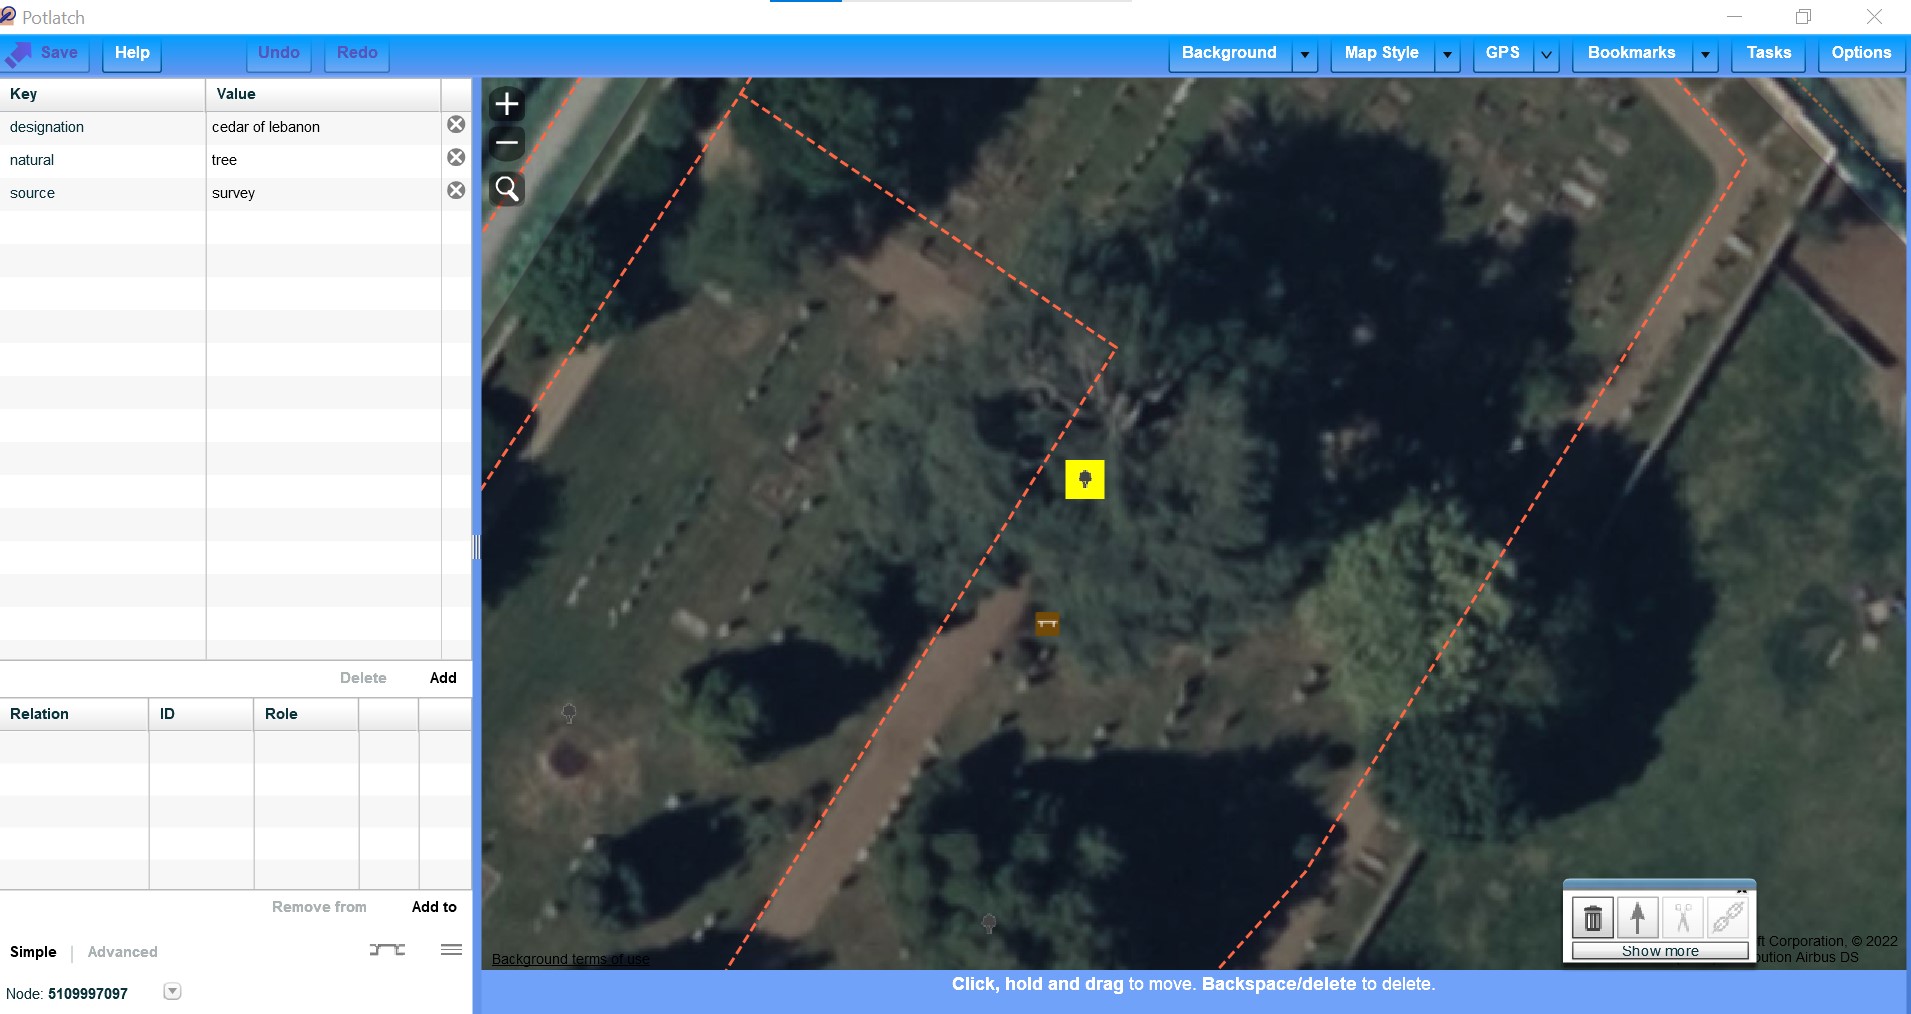 Potlatch
Save Help Undo Redo Background Map Style GPS Bookmarks Tasks Options
Key Value
designation cedar of lebanon
natural tree
source survey
Delete Add
Relation ID Role
Remove from Add to
Simple | Advanced
Node: 5109997097
Show more
ft Corporation, © 2022
bution Airbus DS
Background terms of use
Click, hold and drag to move. Backspace/delete to delete.